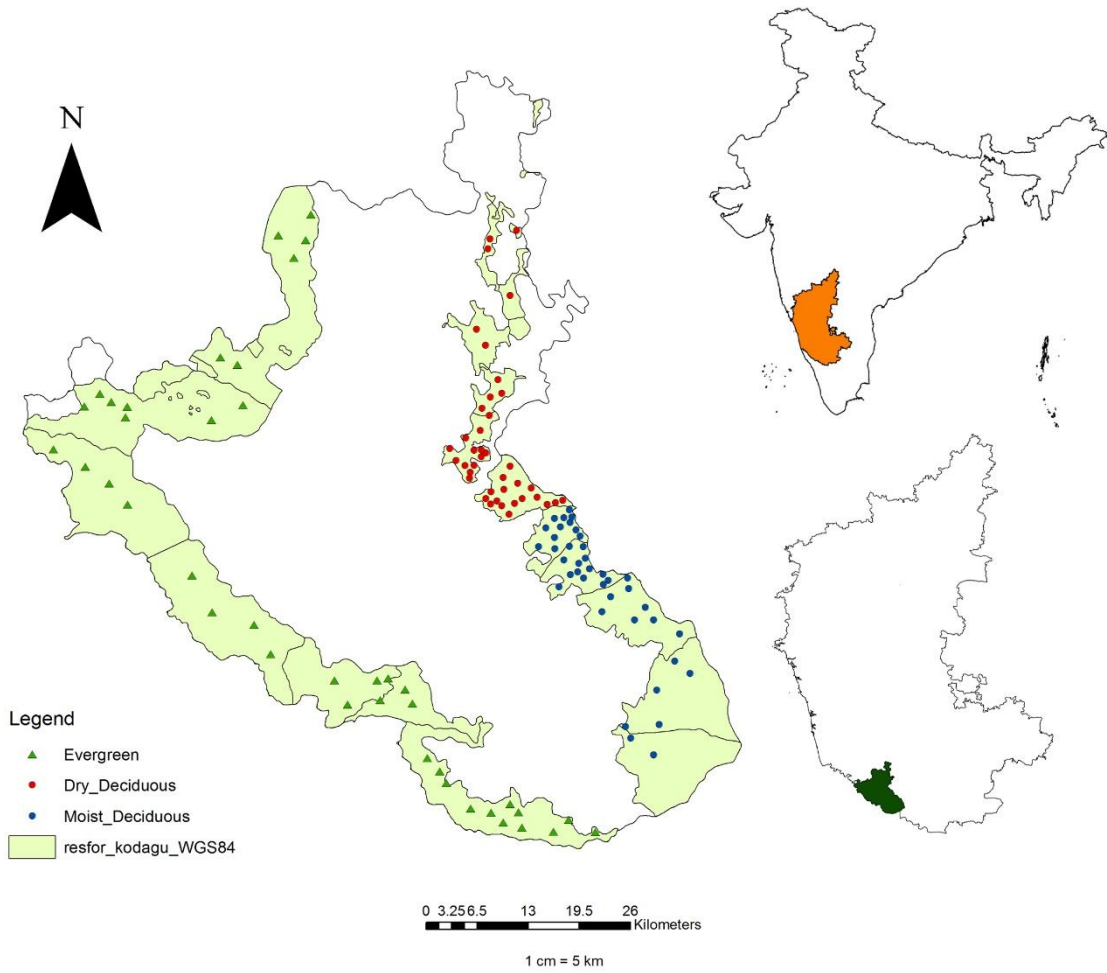 N
Legend
Evergreen
Dry_Deciduous
Moist_Deciduous
resfor_kodagu_WGS84
0 3.25 6.5 13 19.5 26
Kilometers
1 cm = 5 km